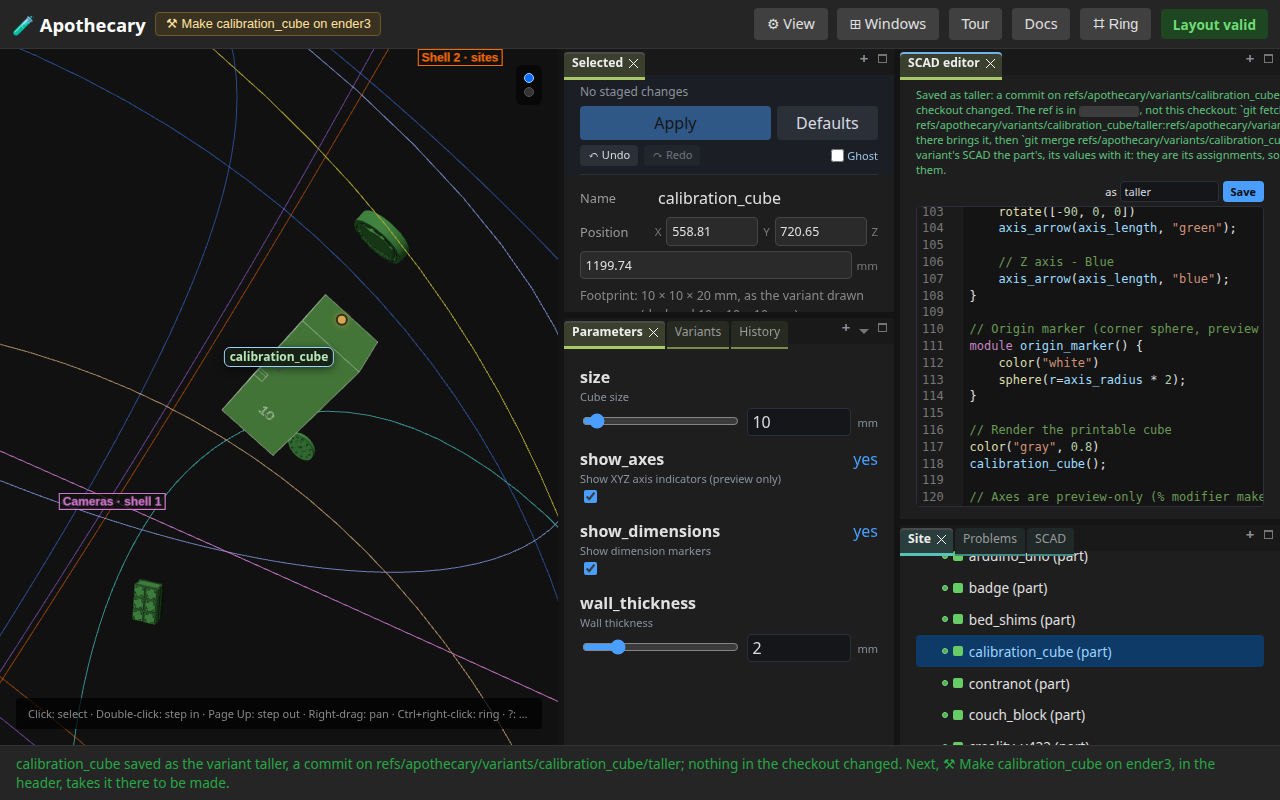 🧪 Apothecary
⚒ Make calibration_cube on ender3
⚙ View
⊞ Windows
Tour
Docs
⌗ Ring
Layout valid
Shell 2 · sites
calibration_cube
10
Cameras · shell 1
Click: select · Double-click: step in · Page Up: step out · Right-drag: pan · Ctrl+right-click: ring · ?: ...
Selected
No staged changes
Apply
Defaults
↶ Undo
↷ Redo
Ghost
Name calibration_cube
Position X 558.81 Y 720.65 Z
1199.74 mm
Footprint: 10 × 10 × 20 mm, as the variant drawn
Parameters
Variants
History
size
Cube size
10 mm
show_axes yes
Show XYZ axis indicators (preview only)
show_dimensions yes
Show dimension markers
wall_thickness
Wall thickness
2 mm
SCAD editor
Saved as taller: a commit on refs/apothecary/variants/calibration_cube
checkout changed. The ref is in , not this checkout: `git fetc
refs/apothecary/variants/calibration_cube/taller:refs/apothecary/varian
there brings it, then `git merge refs/apothecary/variants/calibration_cu
variant's SCAD the part's, its values with it: they are its assignments, so
them.
as taller Save
103 rotate([-90, 0, 0])
104 axis_arrow(axis_length, "green");
105
106 // Z axis - Blue
107 axis_arrow(axis_length, "blue");
108 }
109
110 // Origin marker (corner sphere, preview
111 module origin_marker() {
112 color("white")
113 sphere(r=axis_radius * 2);
114 }
115
116 // Render the printable cube
117 color("gray", 0.8)
118 calibration_cube();
119
120 // Axes are preview-only (% modifier make
Site
Problems
SCAD
arduino_uno (part)
badge (part)
bed_shims (part)
calibration_cube (part)
contranot (part)
couch_block (part)
calibration_cube saved as the variant taller, a commit on refs/apothecary/variants/calibration_cube/taller; nothing in the checkout changed. Next, ⚒ Make calibration_cube on ender3, in the
header, takes it there to be made.